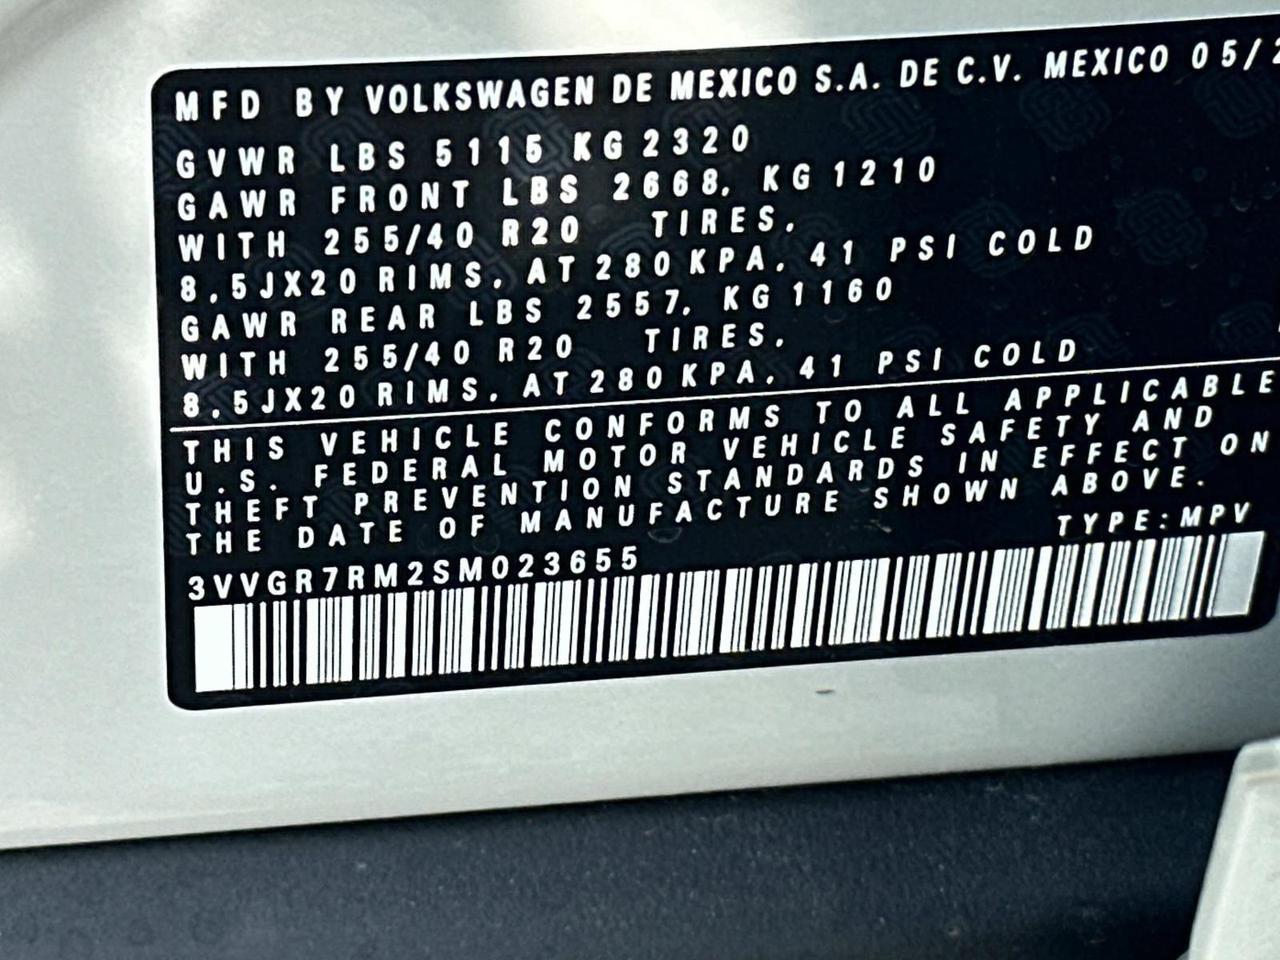 MFD BY VOLKSWAGEN DE MEXICO S.A. DE C.V. MEXICO 05/2
GVWR LBS 5115 KG 2320
GAWR FRONT LBS 2668. KG 1210
WITH 255/40 R20 TIRES.
8.5JX20 RIMS. AT 280 KPA. 41 PSI COLD
GAWR REAR LBS 2557. KG 1160
WITH 255/40 R20 TIRES.
8.5JX20 RIMS. AT 280 KPA. 41 PSI COLD
THIS VEHICLE CONFORMS TO ALL APPLICABLE
U.S. FEDERAL MOTOR VEHICLE SAFETY AND
THEFT PREVENTION STANDARDS IN EFFECT ON
THE DATE OF MANUFACTURE SHOWN ABOVE.
3VVGR7RM2SM023655 TYPE:MPV